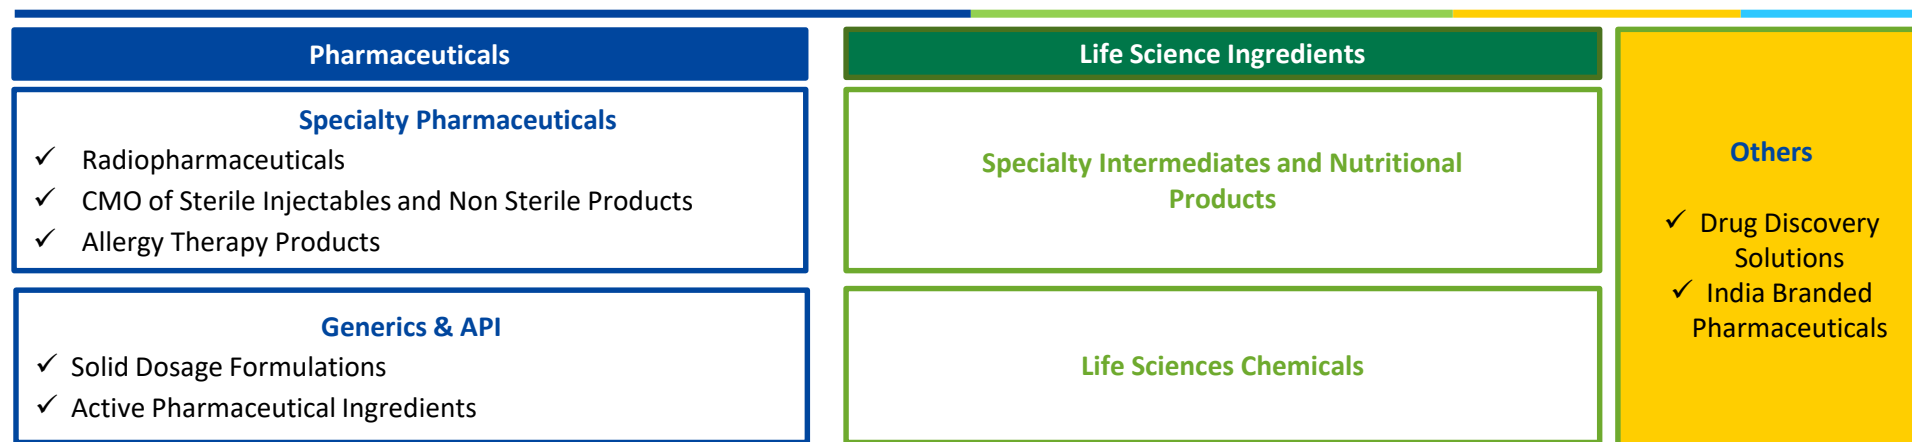 Pharmaceuticals
Specialty Pharmaceuticals
✓ Radiopharmaceuticals
✓ CMO of Sterile Injectables and Non Sterile Products
✓ Allergy Therapy Products
Generics & API
✓ Solid Dosage Formulations
✓ Active Pharmaceutical Ingredients
Life Science Ingredients
Specialty Intermediates and Nutritional
Products
Life Sciences Chemicals
Others
✓ Drug Discovery
Solutions
✓ India Branded
Pharmaceuticals